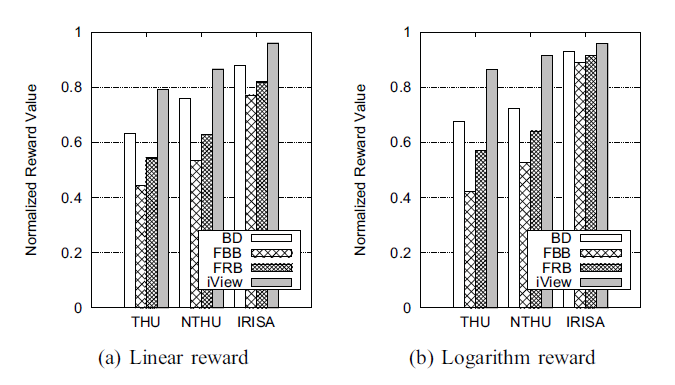 1
0.8
0.6
0.4
0.2
0
Normalized Reward Value
BD
FBB
FRB
iView
THU NTHU IRISA
(a) Linear reward
1
0.8
0.6
0.4
0.2
0
Normalized Reward Value
BD
FBB
FRB
iView
THU NTHU IRISA
(b) Logarithm reward